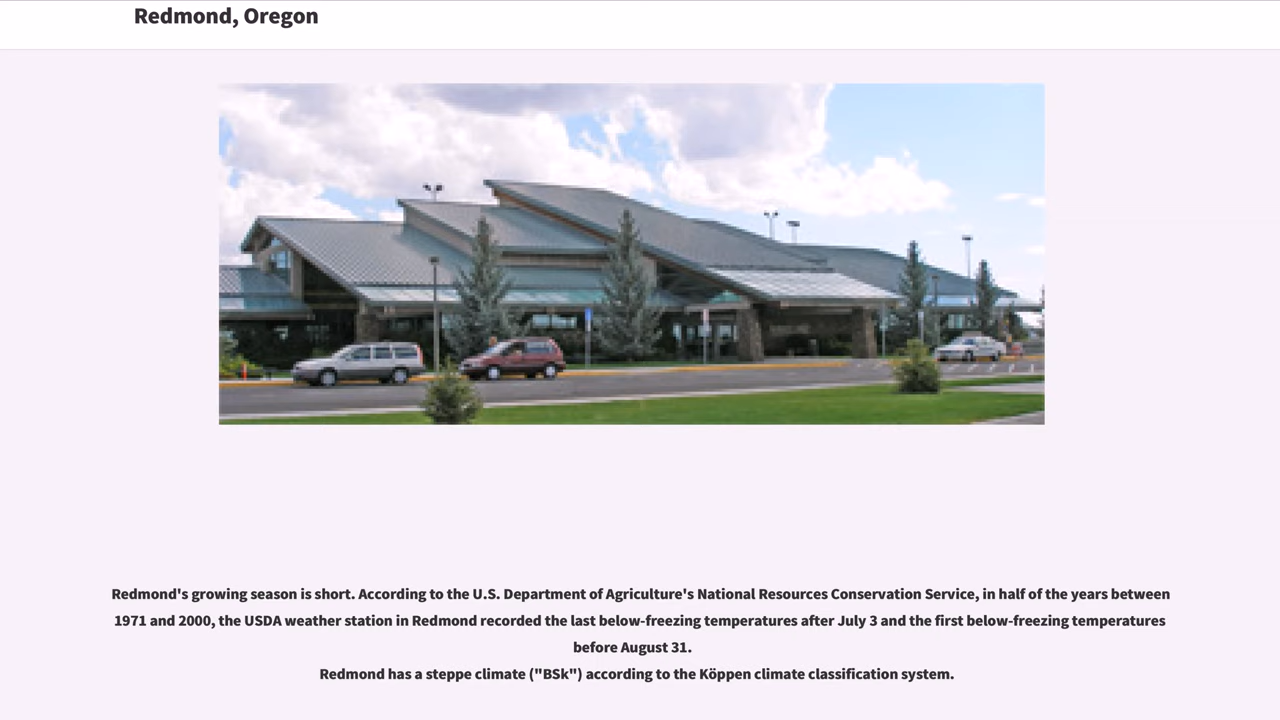 Redmond, Oregon
Redmond's growing season is short. According to the U.S. Department of Agriculture's National Resources Conservation Service, in half of the years between
1971 and 2000, the USDA weather station in Redmond recorded the last below-freezing temperatures after July 3 and the first below-freezing temperatures
before August 31.
Redmond has a steppe climate ("BSk") according to the Köppen climate classification system.